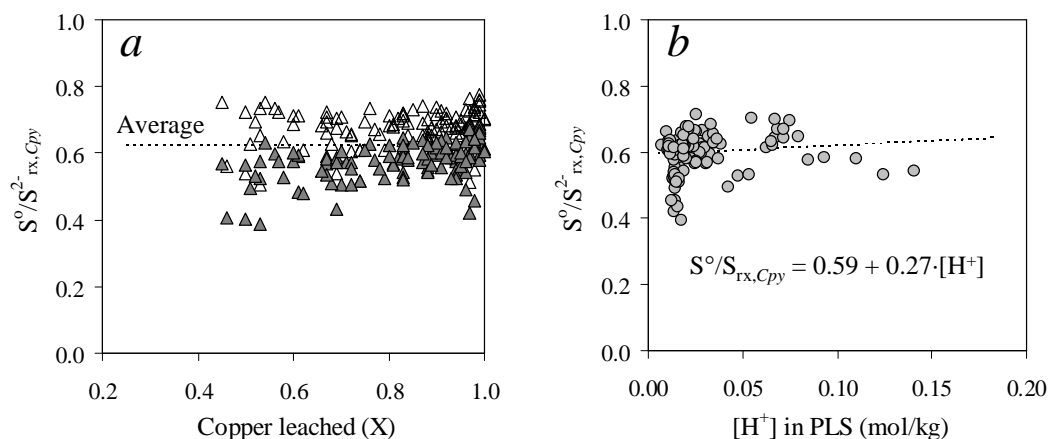 a
1.0
0.8
0.6
0.4
0.2
0.0
S°/S²⁻rx,Cpy
Average
0.2 0.4 0.6 0.8 1.0
Copper leached (X)
b
1.0
0.8
0.6
0.4
0.2
0.0
S°/S²⁻rx,Cpy
S°/Srx,Cpy = 0.59 + 0.27·[H⁺]
0.00 0.05 0.10 0.15 0.20
[H⁺] in PLS (mol/kg)